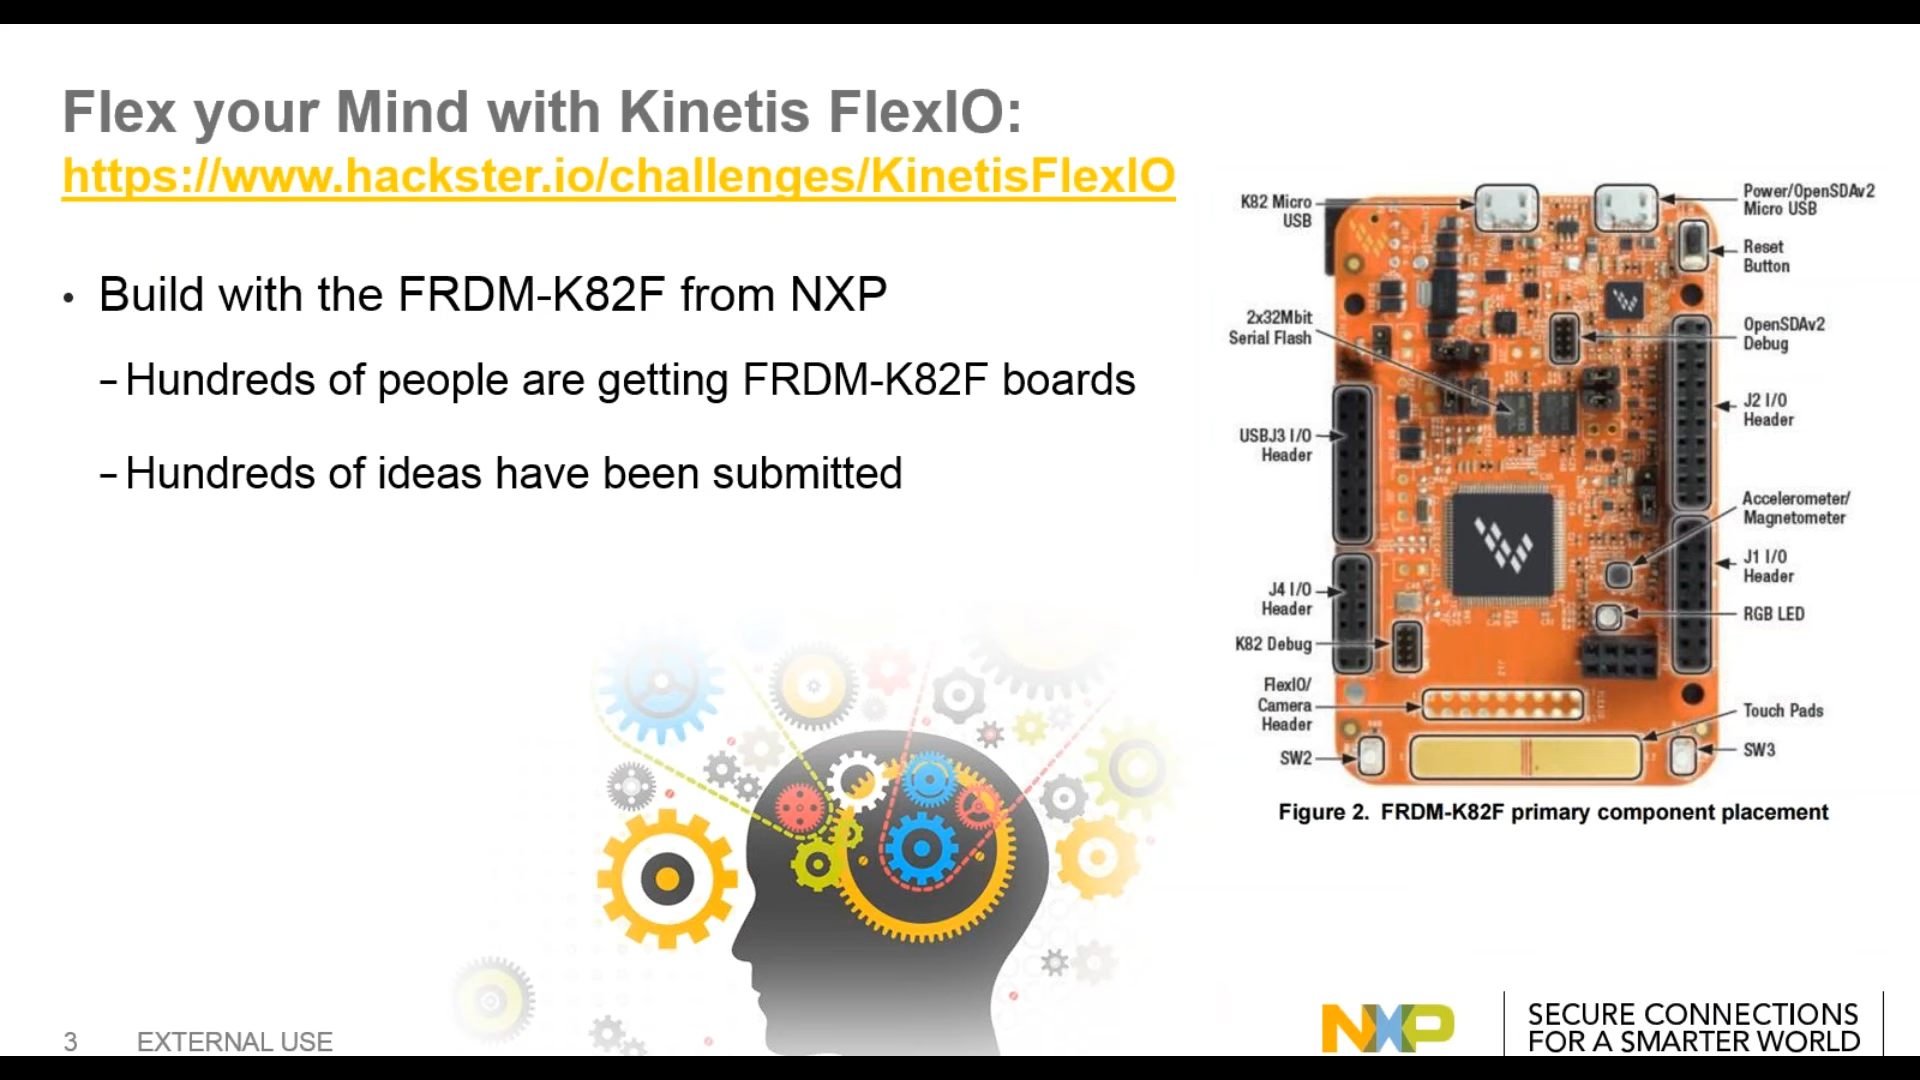 Flex your Mind with Kinetis FlexIO:
https://www.hackster.io/challenges/KinetisFlexIO
• Build with the FRDM-K82F from NXP
–Hundreds of people are getting FRDM-K82F boards
–Hundreds of ideas have been submitted
K82 Micro
USB
2x32Mbit
Serial Flash
USBJ3 I/O
Header
J4 I/O
Header
K82 Debug
FlexIO/
Camera
Header
SW2
Power/OpenSDAv2
Micro USB
Reset
Button
OpenSDAv2
Debug
J2 I/O
Header
Accelerometer/
Magnetometer
J1 I/O
Header
RGB LED
Touch Pads
SW3
Figure 2. FRDM-K82F primary component placement
3 EXTERNAL USE
NXP
SECURE CONNECTIONS
FOR A SMARTER WORLD